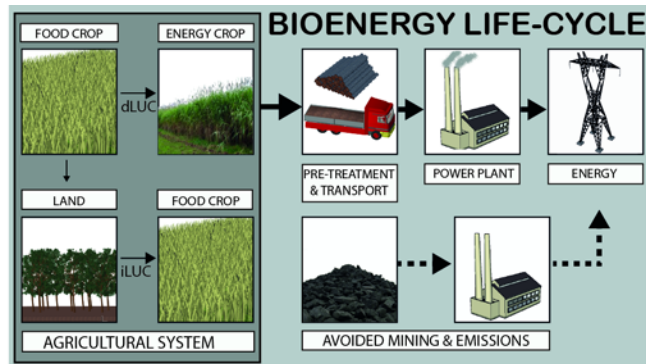 BIOENERGY LIFE-CYCLE
FOOD CROP
ENERGY CROP
dLUC
PRE-TREATMENT
& TRANSPORT
POWER PLANT
ENERGY
LAND
FOOD CROP
iLUC
AGRICULTURAL SYSTEM
AVOIDED MINING & EMISSIONS